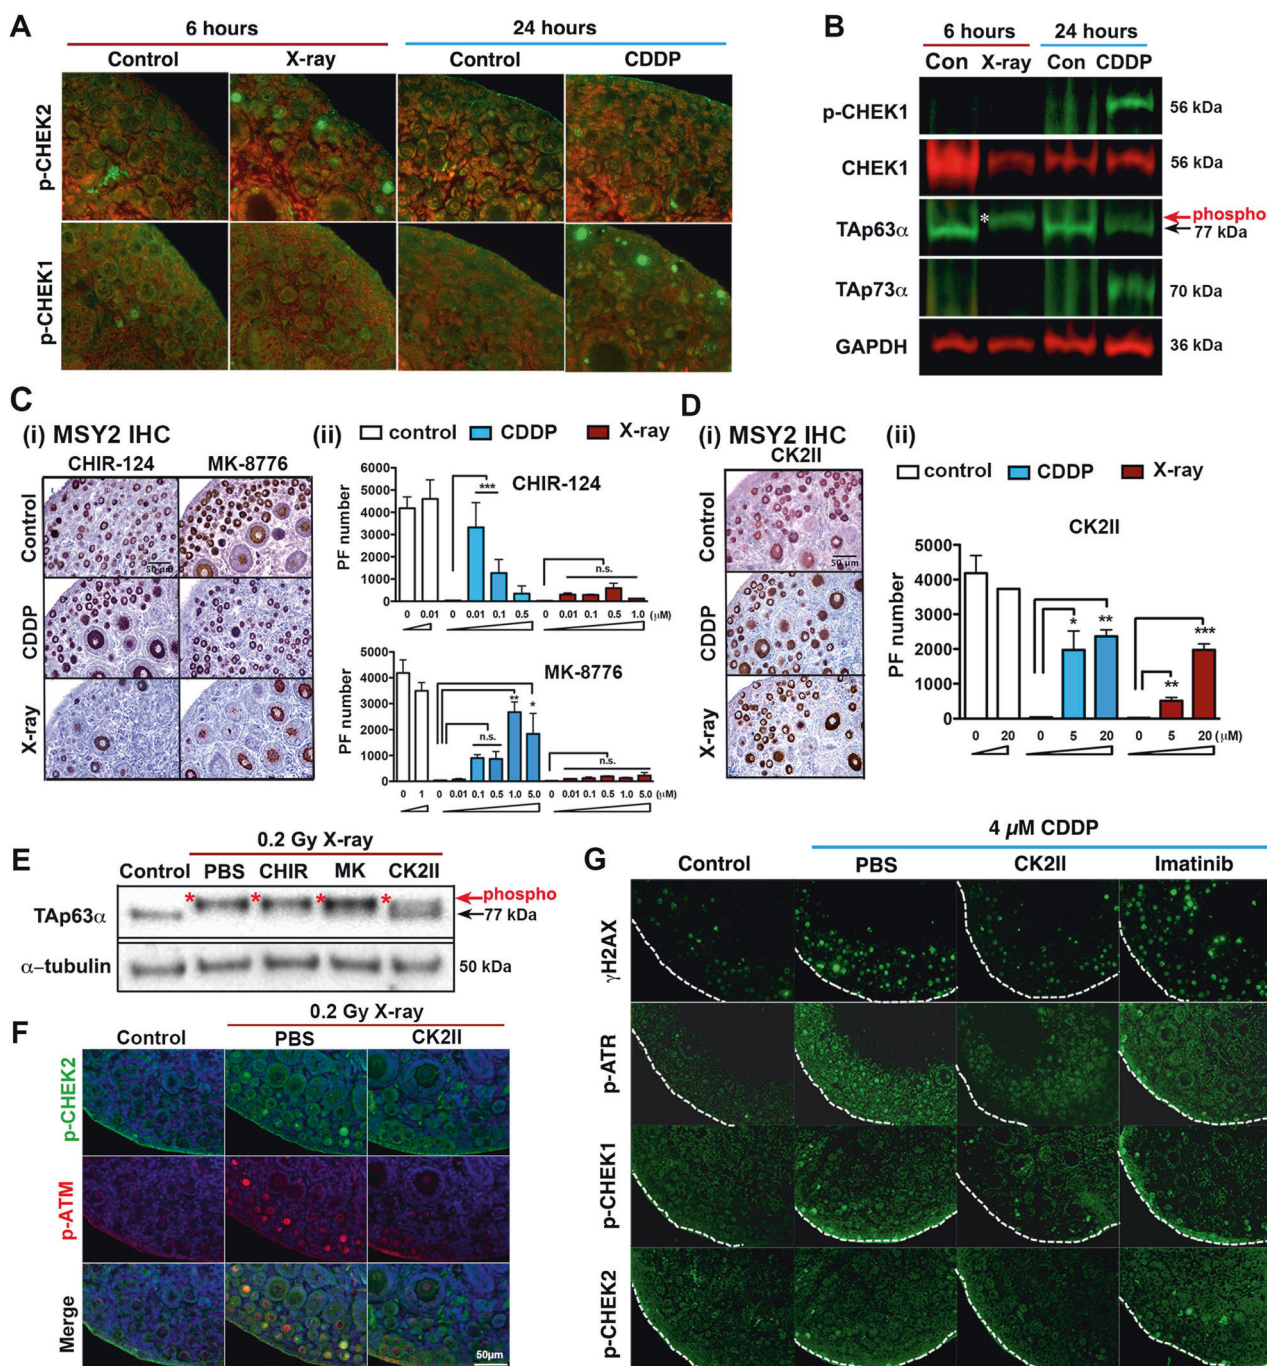 A
6 hours
24 hours
Control
X-ray
Control
CDDP
p-CHEK2
p-CHEK1
B
6 hours
24 hours
Con
X-ray
Con
CDDP
p-CHEK1
56 kDa
CHEK1
56 kDa
TAp63α
*
phospho
77 kDa
TAp73α
70 kDa
GAPDH
36 kDa
C
(i) MSY2 IHC
CHIR-124
MK-8776
Control
50 µm
CDDP
X-ray
(ii)
control
CDDP
X-ray
CHIR-124
PF number
6000
5000
4000
3000
2000
1000
0
***
n.s.
0 0.01 0 0.01 0.1 0.5 0 0.01 0.1 0.5 1.0 (µM)
MK-8776
PF number
5000
4000
3000
2000
1000
0
n.s.
**
*
n.s.
0 1 0 0.01 0.1 0.5 1.0 5.0 0 0.01 0.1 0.5 1.0 5.0 (µM)
D
(i) MSY2 IHC
CK2II
Control
50 µm
CDDP
X-ray
(ii)
control
CDDP
X-ray
CK2II
PF number
5000
4000
3000
2000
1000
0
*
**
**
***
0 20 0 5 20 0 5 20 (µM)
E
0.2 Gy X-ray
Control
PBS
CHIR
MK
CK2II
TAp63α
* * * *
phospho
77 kDa
α-tubulin
50 kDa
F
0.2 Gy X-ray
Control
PBS
CK2II
p-CHEK2
p-ATM
Merge
50µm
G
4 µM CDDP
Control
PBS
CK2II
Imatinib
γH2AX
p-ATR
p-CHEK1
p-CHEK2